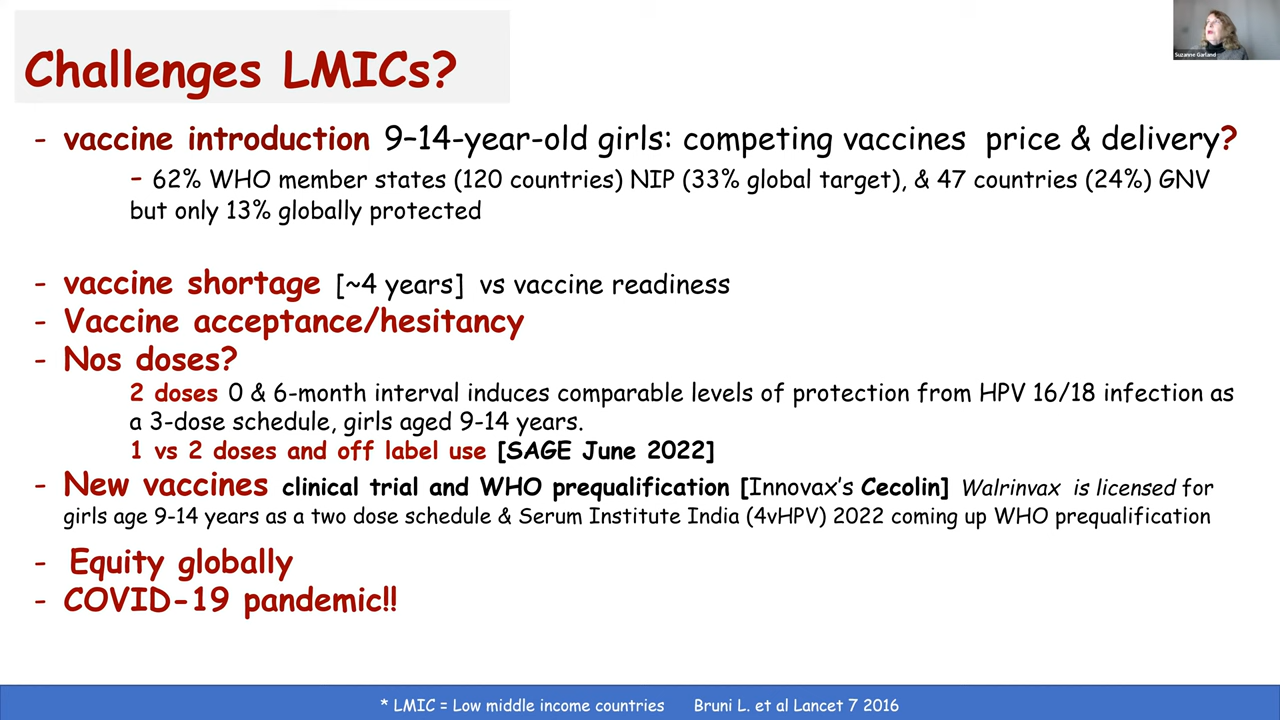 Challenges LMICs?
Suzanne Garland
- vaccine introduction 9–14-year-old girls: competing vaccines price & delivery?
– 62% WHO member states (120 countries) NIP (33% global target), & 47 countries (24%) GNV
but only 13% globally protected
- vaccine shortage [~4 years] vs vaccine readiness
- Vaccine acceptance/hesitancy
- Nos doses?
2 doses 0 & 6-month interval induces comparable levels of protection from HPV 16/18 infection as
a 3-dose schedule, girls aged 9-14 years.
1 vs 2 doses and off label use [SAGE June 2022]
- New vaccines clinical trial and WHO prequalification [Innovax's Cecolin] Walrinvax is licensed for
girls age 9-14 years as a two dose schedule & Serum Institute India (4vHPV) 2022 coming up WHO prequalification
- Equity globally
- COVID-19 pandemic!!
* LMIC = Low middle income countries Bruni L. et al Lancet 7 2016